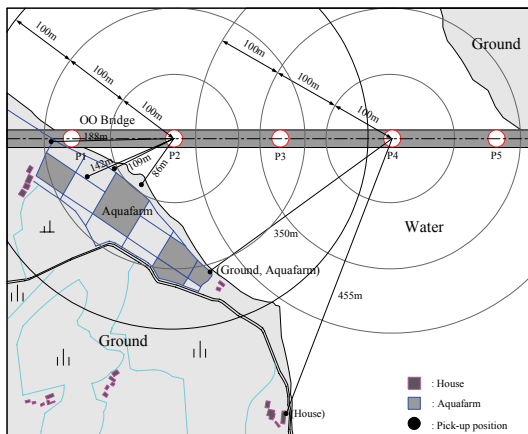 100m
100m
100m
100m
100m
100m
Ground
OO Bridge
188m
P1
P2
P3
P4
P5
143m
109m
86m
Aquafarm
Water
350m
(Ground, Aquafarm)
455m
Ground
(House)
: House
: Aquafarm
: Pick-up position